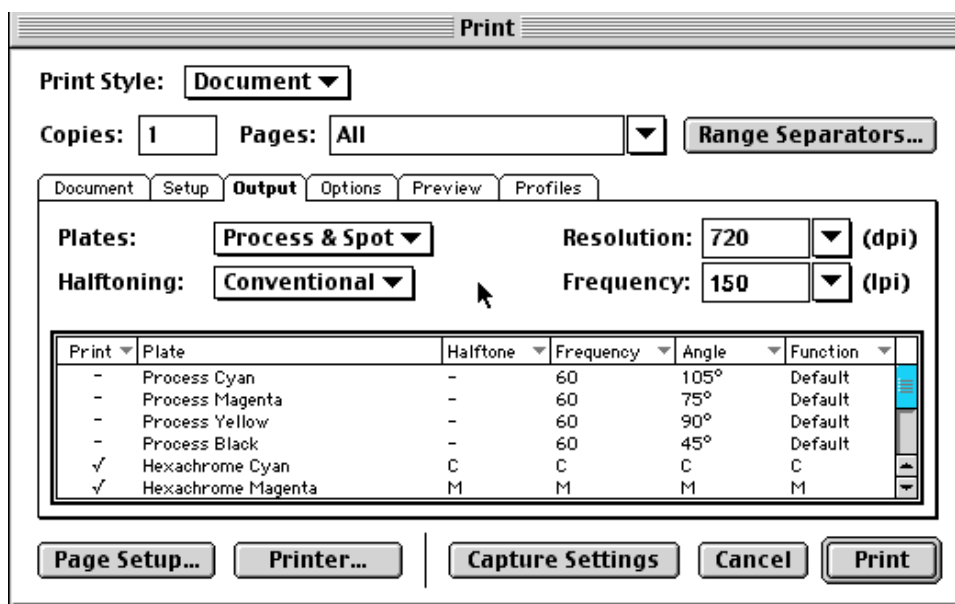 Print
Print Style: Document
Copies: 1 Pages: All Range Separators...
Document Setup Output Options Preview Profiles
Plates: Process & Spot Resolution: 720 (dpi)
Halftoning: Conventional Frequency: 150 (lpi)
Print Plate Halftone Frequency Angle Function
- Process Cyan - 60 105° Default
- Process Magenta - 60 75° Default
- Process Yellow - 60 90° Default
- Process Black - 60 45° Default
√ Hexachrome Cyan C C C C
√ Hexachrome Magenta M M M M
Page Setup... Printer... Capture Settings Cancel Print